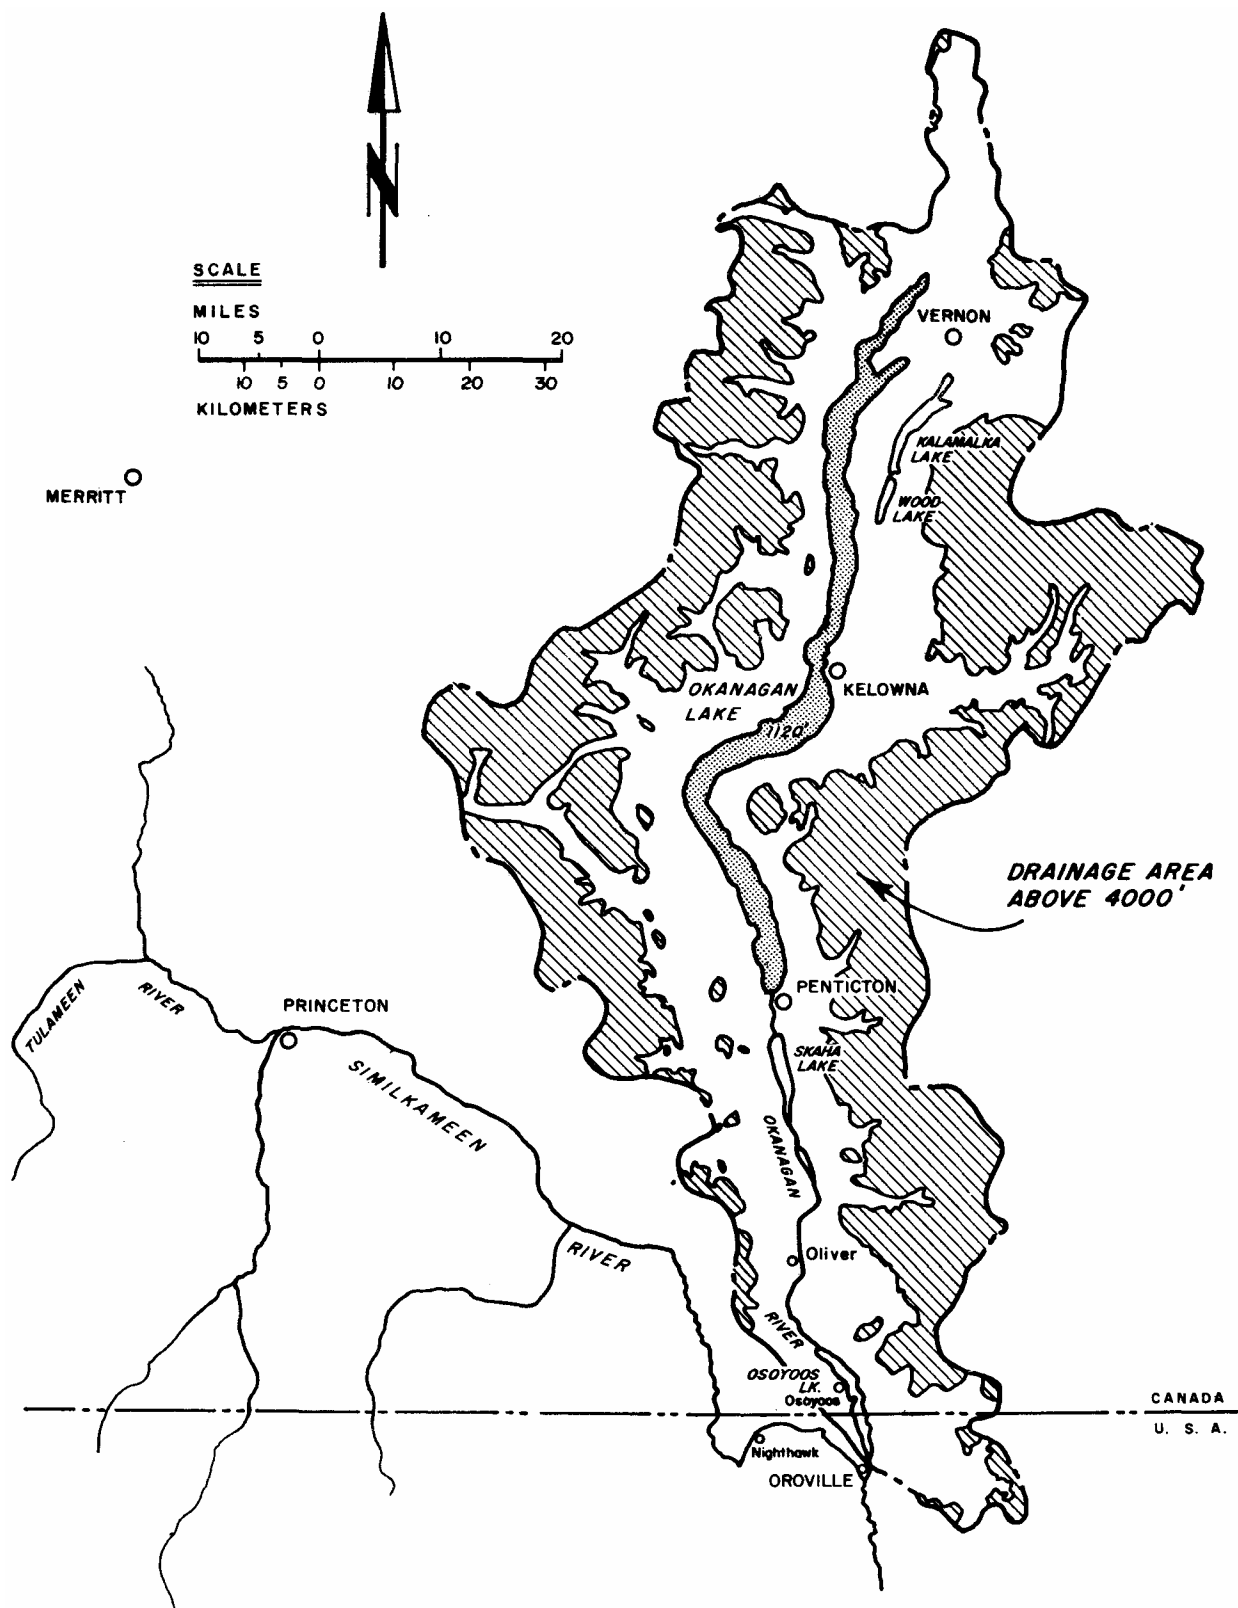 N
SCALE
MILES
10 5 0 10 20
10 5 0 10 20 30
KILOMETERS
VERNON
KALAMALKA
LAKE
MERRITT
WOOD
LAKE
OKANAGAN
LAKE
KELOWNA
1120'
DRAINAGE AREA
ABOVE 4000'
PENTICTON
TULAMEEN
RIVER
PRINCETON
SKAHA
LAKE
SIMILKAMEEN
RIVER
OKANAGAN
RIVER
Oliver
OSOYOOS
LK.
Osoyoos
CANADA
U. S. A.
Nighthawk
OROVILLE